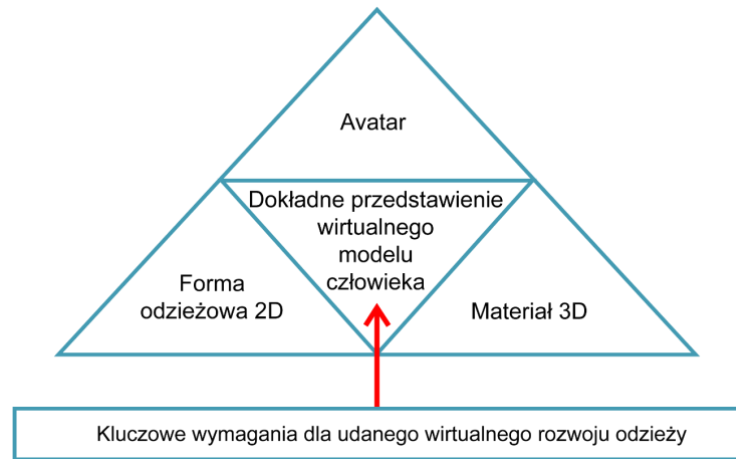 Avatar
Dokładne przedstawienie
wirtualnego
modelu
człowieka
Forma
odzieżowa 2D
Materiał 3D
Kluczowe wymagania dla udanego wirtualnego rozwoju odzieży